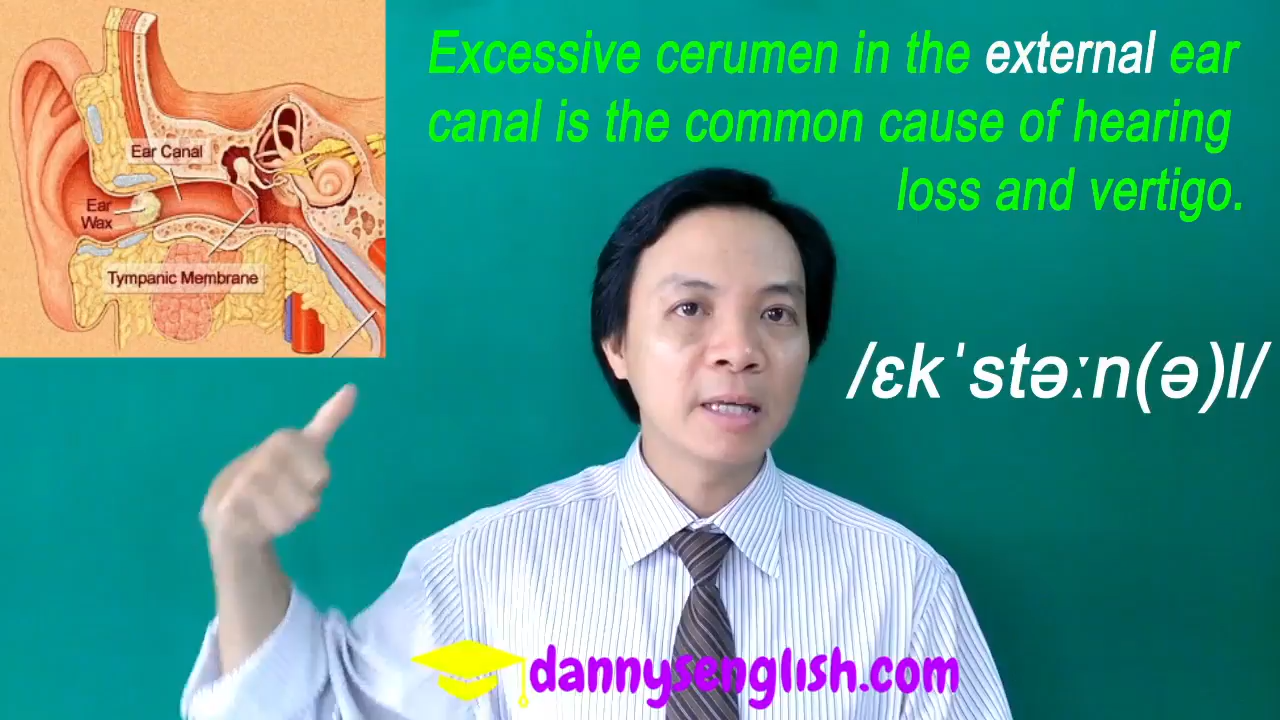 Excessive cerumen in the external ear
canal is the common cause of hearing
loss and vertigo.
Ear Canal
Ear
Wax
Tympanic Membrane
/ɛkˈstəːn(ə)l/
dannysenglish.com